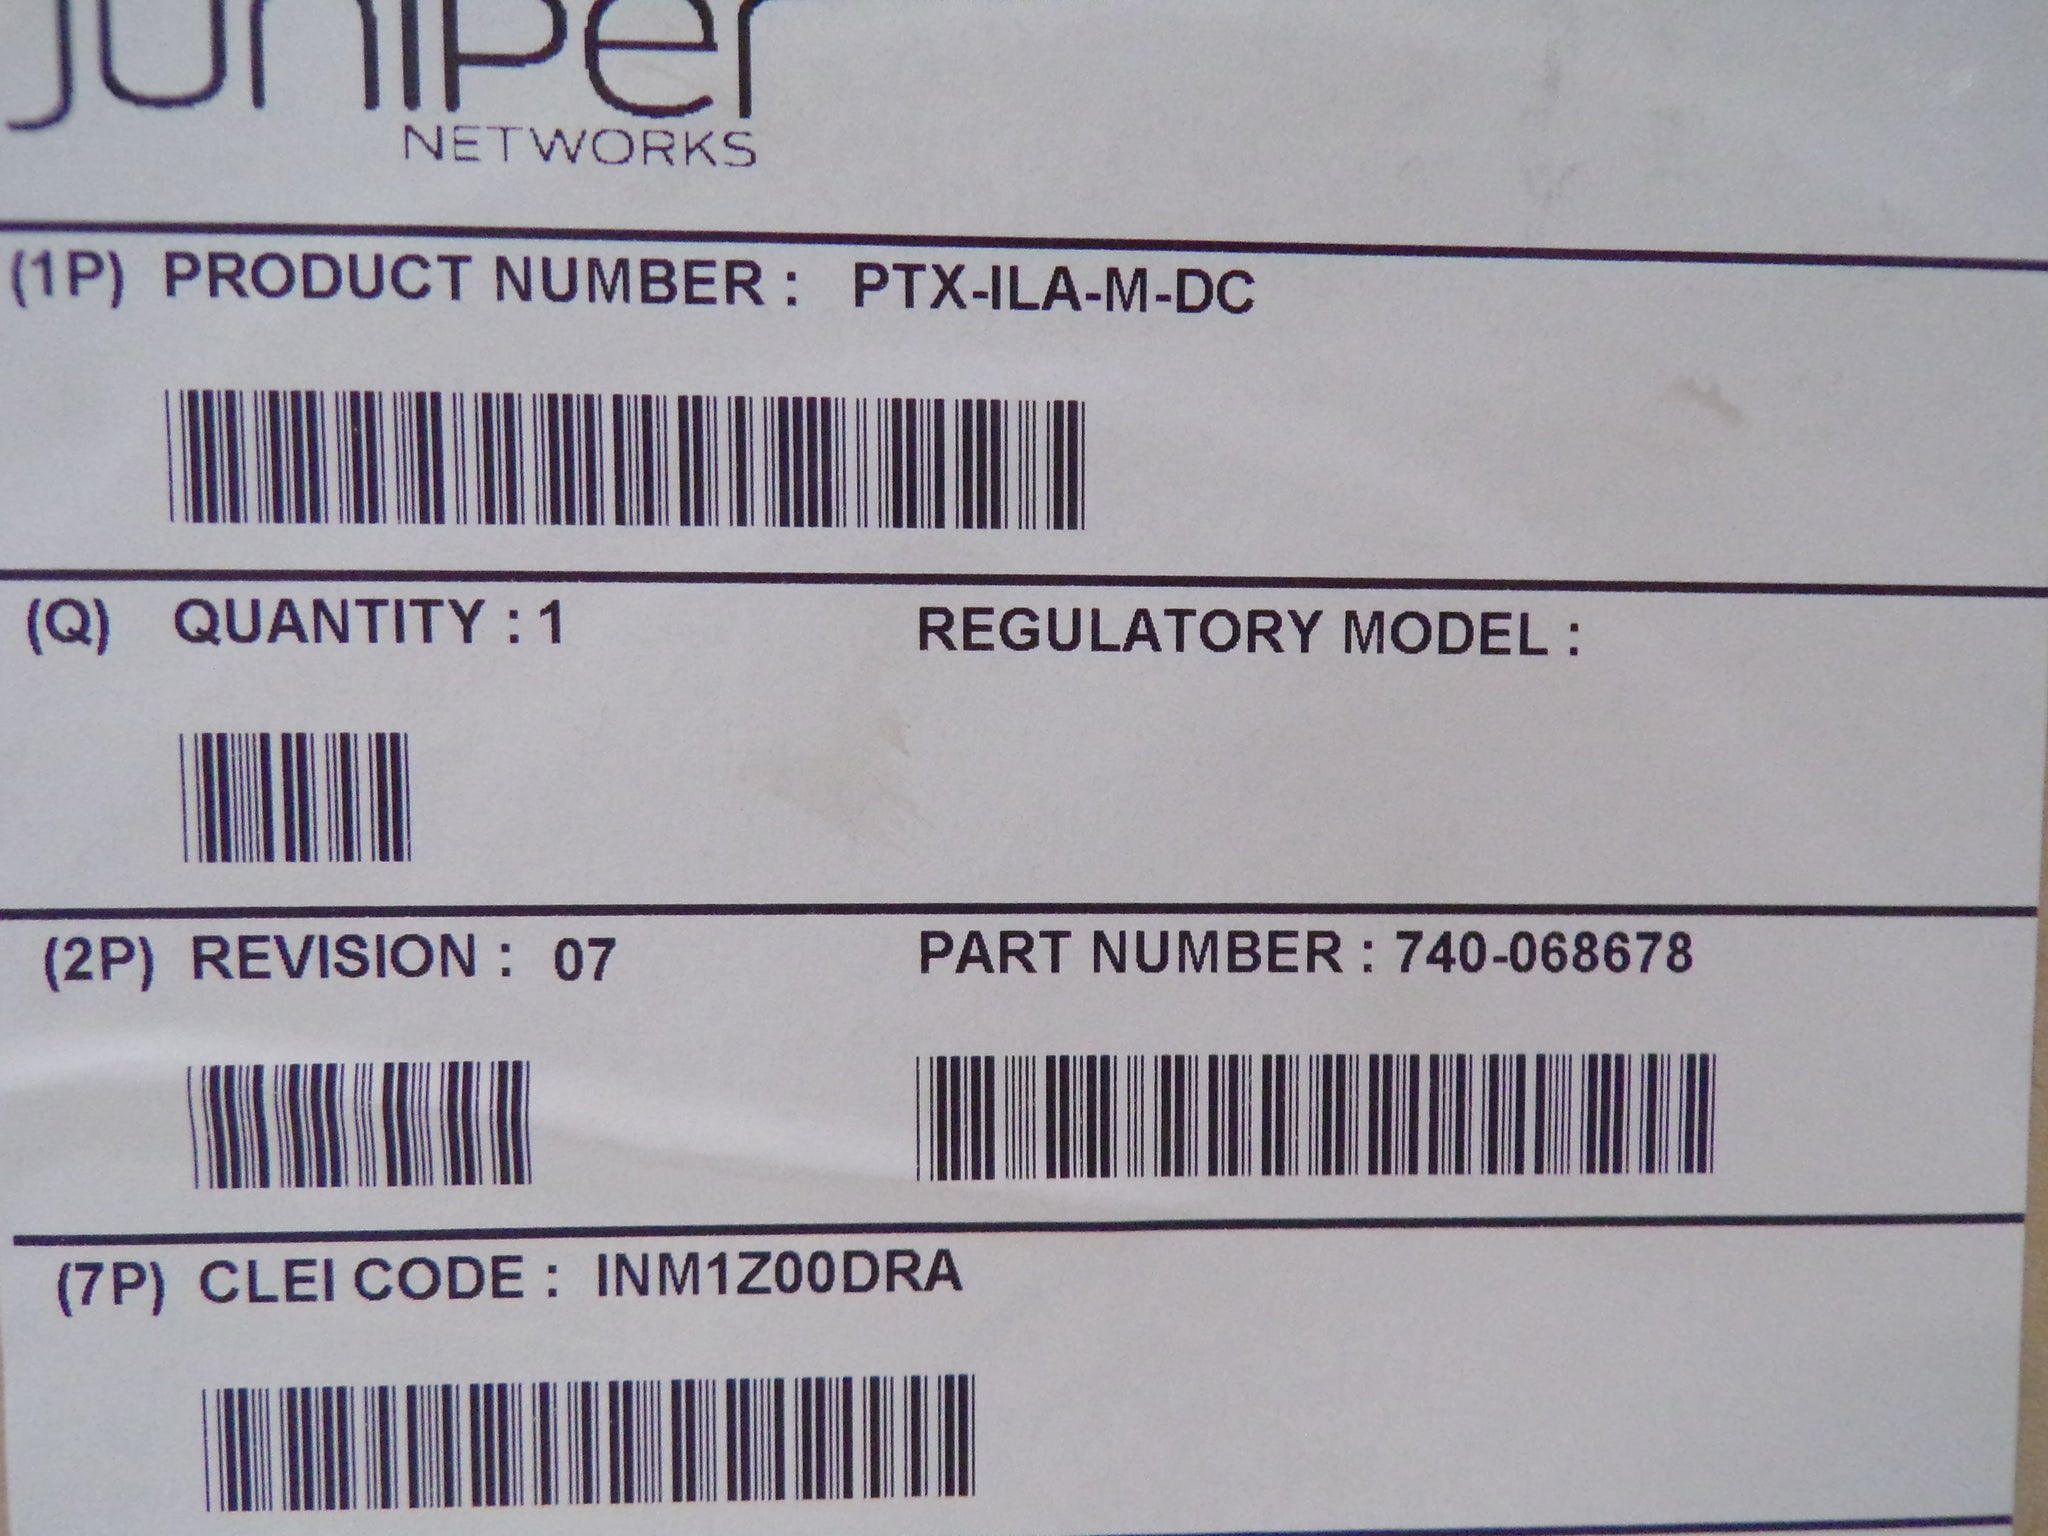 juniper
NETWORKS
(1P) PRODUCT NUMBER : PTX-ILA-M-DC
(Q) QUANTITY : 1 REGULATORY MODEL :
(2P) REVISION : 07 PART NUMBER : 740-068678
(7P) CLEI CODE : INM1Z00DRA